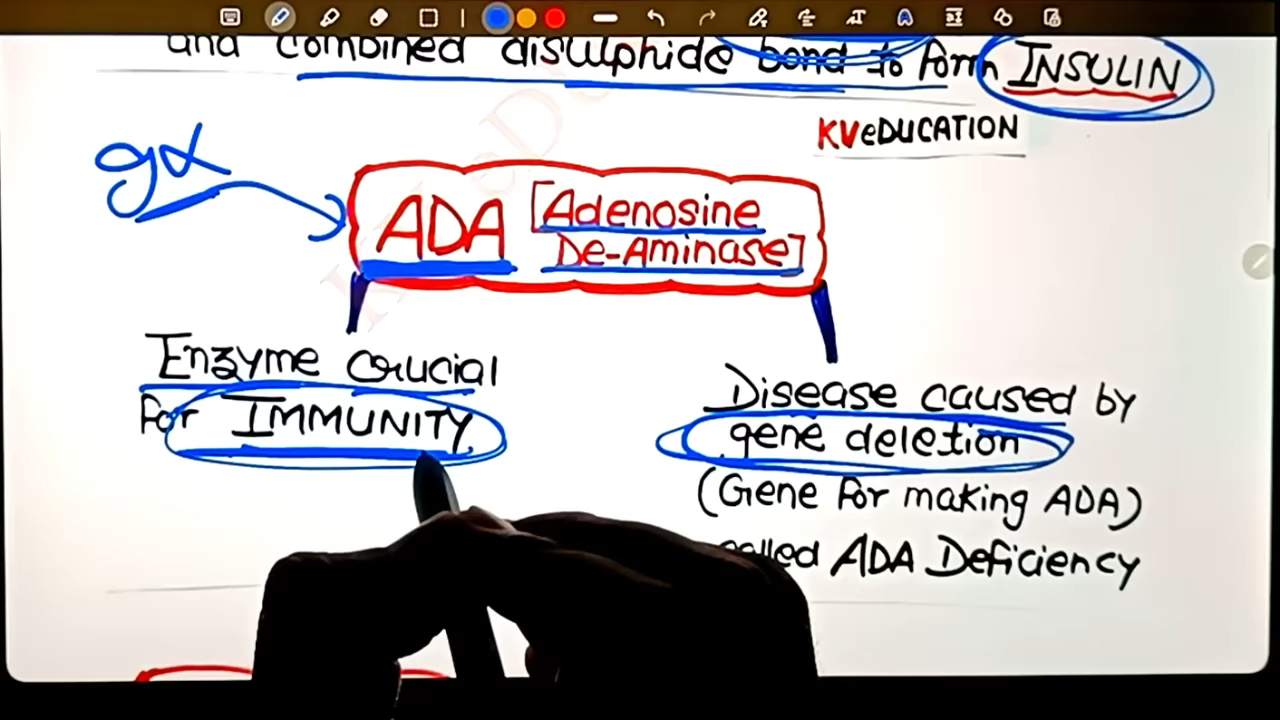 and combined disulphide bond to form INSULIN
KVeDUCATION
ADA [Adenosine
De-Aminase]
Enzyme crucial
for IMMUNITY
Disease caused by
gene deletion
(Gene for making ADA)
called ADA Deficiency